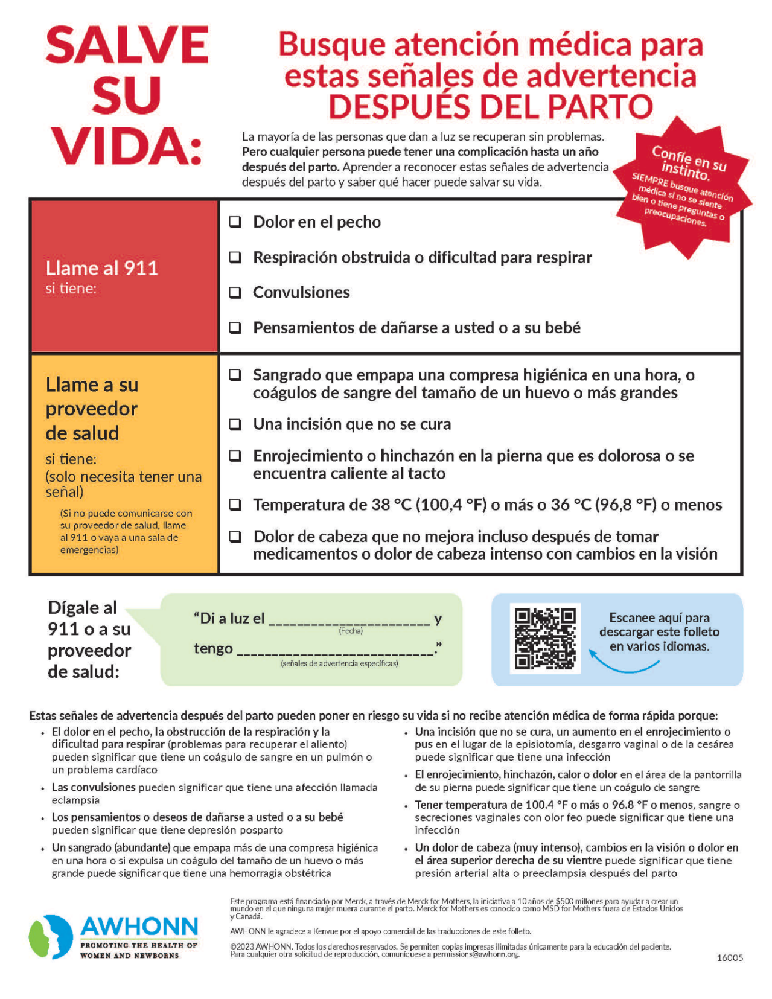 SALVE
SU
VIDA:
Busque atención médica para
estas señales de advertencia
DESPUÉS DEL PARTO
La mayoría de las personas que dan a luz se recuperan sin problemas.
Pero cualquier persona puede tener una complicación hasta un año
después del parto. Aprender a reconocer estas señales de advertencia
después del parto y saber qué hacer puede salvar su vida.
Confíe en su
instinto.
SIEMPRE busque atención
médica si no se siente
bien o tiene preguntas o
preocupaciones.
Llame al 911
si tiene:
❑ Dolor en el pecho
❑ Respiración obstruida o dificultad para respirar
❑ Convulsiones
❑ Pensamientos de dañarse a usted o a su bebé
Llame a su
proveedor
de salud
si tiene:
(solo necesita tener una
señal)
(Si no puede comunicarse con
su proveedor de salud, llame
al 911 o vaya a una sala de
emergencias)
❑ Sangrado que empapa una compresa higiénica en una hora, o
coágulos de sangre del tamaño de un huevo o más grandes
❑ Una incisión que no se cura
❑ Enrojecimiento o hinchazón en la pierna que es dolorosa o se
encuentra caliente al tacto
❑ Temperatura de 38 °C (100,4 °F) o más o 36 °C (96,8 °F) o menos
❑ Dolor de cabeza que no mejora incluso después de tomar
medicamentos o dolor de cabeza intenso con cambios en la visión
Dígale al
911 o a su
proveedor
de salud:
“Di a luz el _______________________ y
(Fecha)
tengo ____________________________.”
(señales de advertencia específicas)
Escanee aquí para
descargar este folleto
en varios idiomas.
Estas señales de advertencia después del parto pueden poner en riesgo su vida si no recibe atención médica de forma rápida porque:
• El dolor en el pecho, la obstrucción de la respiración y la
dificultad para respirar (problemas para recuperar el aliento)
pueden significar que tiene un coágulo de sangre en un pulmón o
un problema cardíaco
• Las convulsiones pueden significar que tiene una afección llamada
eclampsia
• Los pensamientos o deseos de dañarse a usted o a su bebé
pueden significar que tiene depresión posparto
• Un sangrado (abundante) que empapa más de una compresa higiénica
en una hora o si expulsa un coágulo del tamaño de un huevo o más
grande puede significar que tiene una hemorragia obstétrica
• Una incisión que no se cura, un aumento en el enrojecimiento o
pus en el lugar de la episiotomía, desgarro vaginal o de la cesárea
puede significar que tiene una infección
• El enrojecimiento, hinchazón, calor o dolor en el área de la pantorrilla
de su pierna puede significar que tiene un coágulo de sangre
• Tener temperatura de 100.4 °F o más o 96.8 °F o menos, sangre o
secreciones vaginales con olor feo puede significar que tiene una
infección
• Un dolor de cabeza (muy intenso), cambios en la visión o dolor en
el área superior derecha de su vientre puede significar que tiene
presión arterial alta o preeclampsia después del parto
AWHONN
PROMOTING THE HEALTH OF
WOMEN AND NEWBORNS
Este programa está financiado por Merck, a través de Merck for Mothers, la iniciativa a 10 años de $500 millones para ayudar a crear un
mundo en el que ninguna mujer muera durante el parto. Merck for Mothers es conocido como MSD for Mothers fuera de Estados Unidos
y Canadá.
AWHONN le agradece a Kenvue por el apoyo comercial de las traducciones de este folleto.
©2023 AWHONN. Todos los derechos reservados. Se permiten copias impresas ilimitadas únicamente para la educación del paciente.
Para cualquier otra solicitud de reproducción, comuníquese a permissions@awhonn.org.
16005